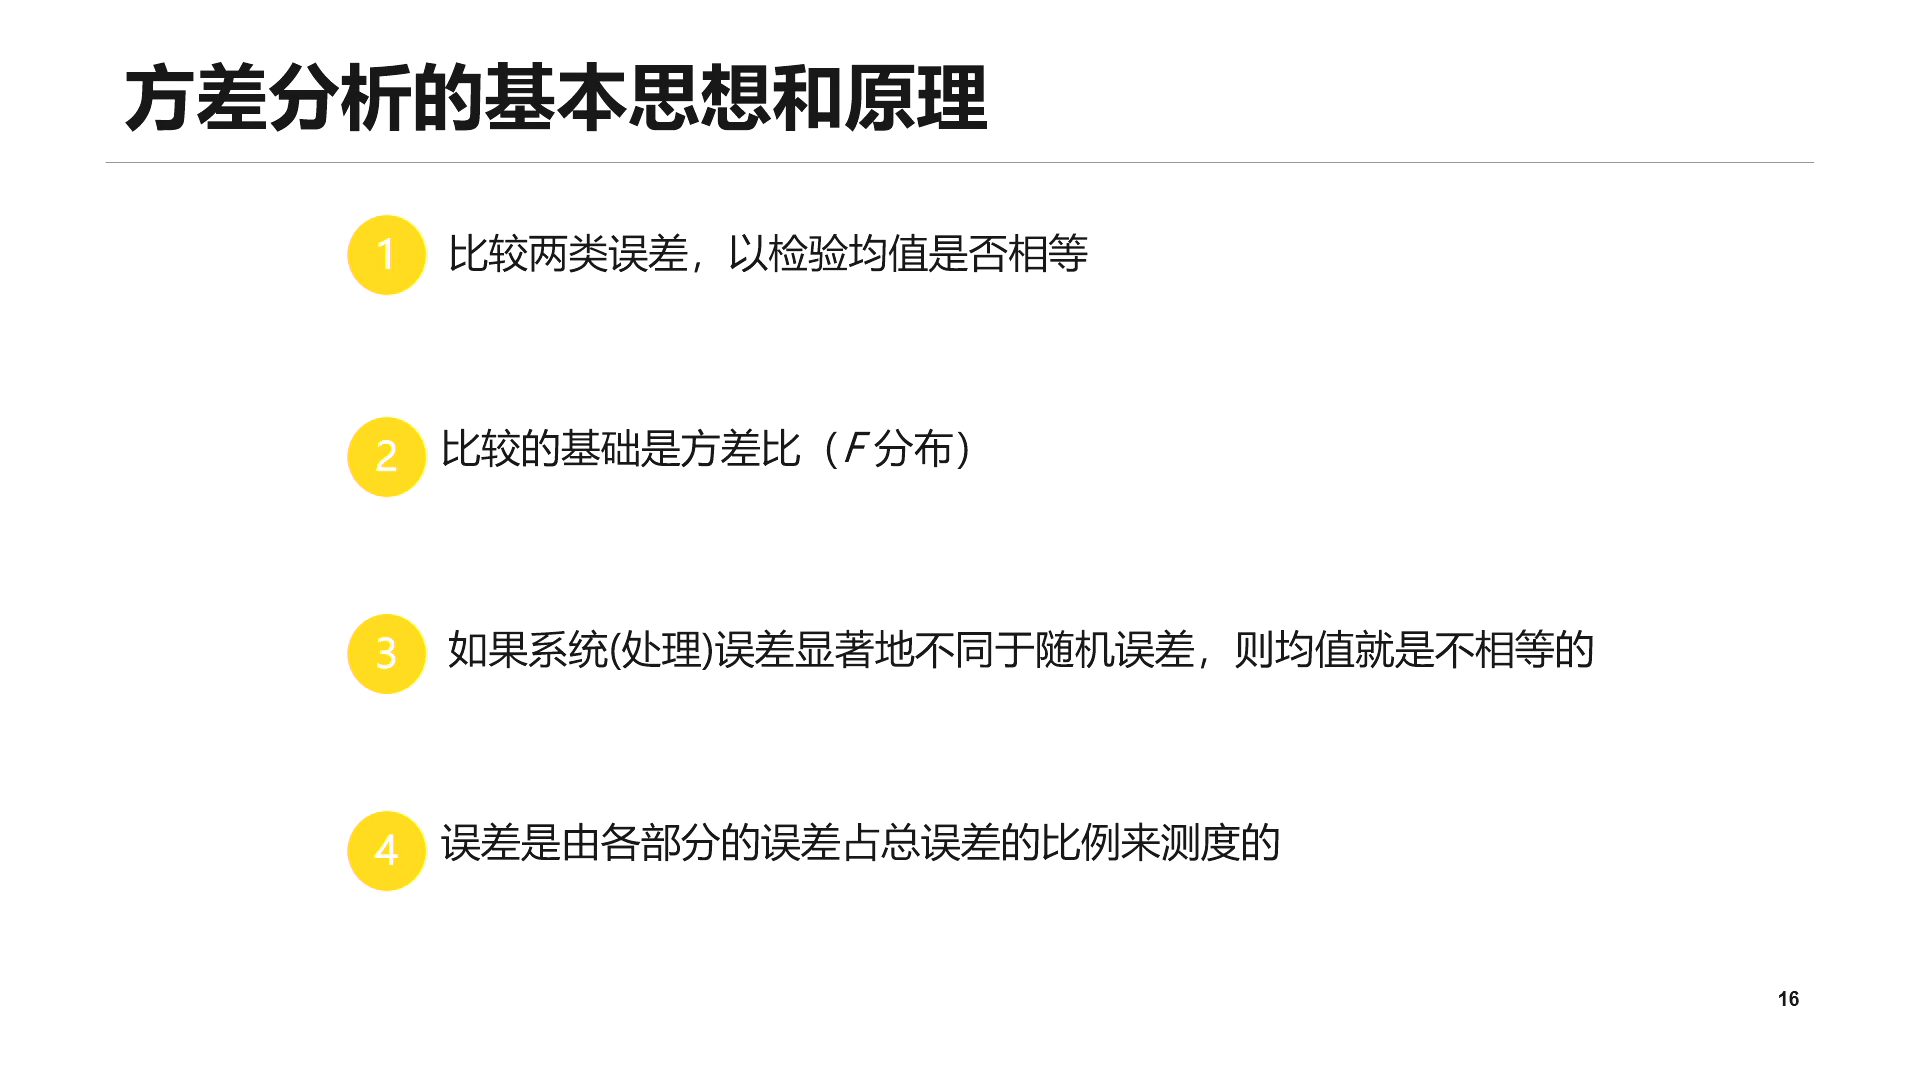 方差分析的基本思想和原理
1 比较两类误差，以检验均值是否相等
2 比较的基础是方差比（F分布）
3 如果系统(处理)误差显著地不同于随机误差，则均值就是不相等的
4 误差是由各部分的误差占总误差的比例来测度的
16